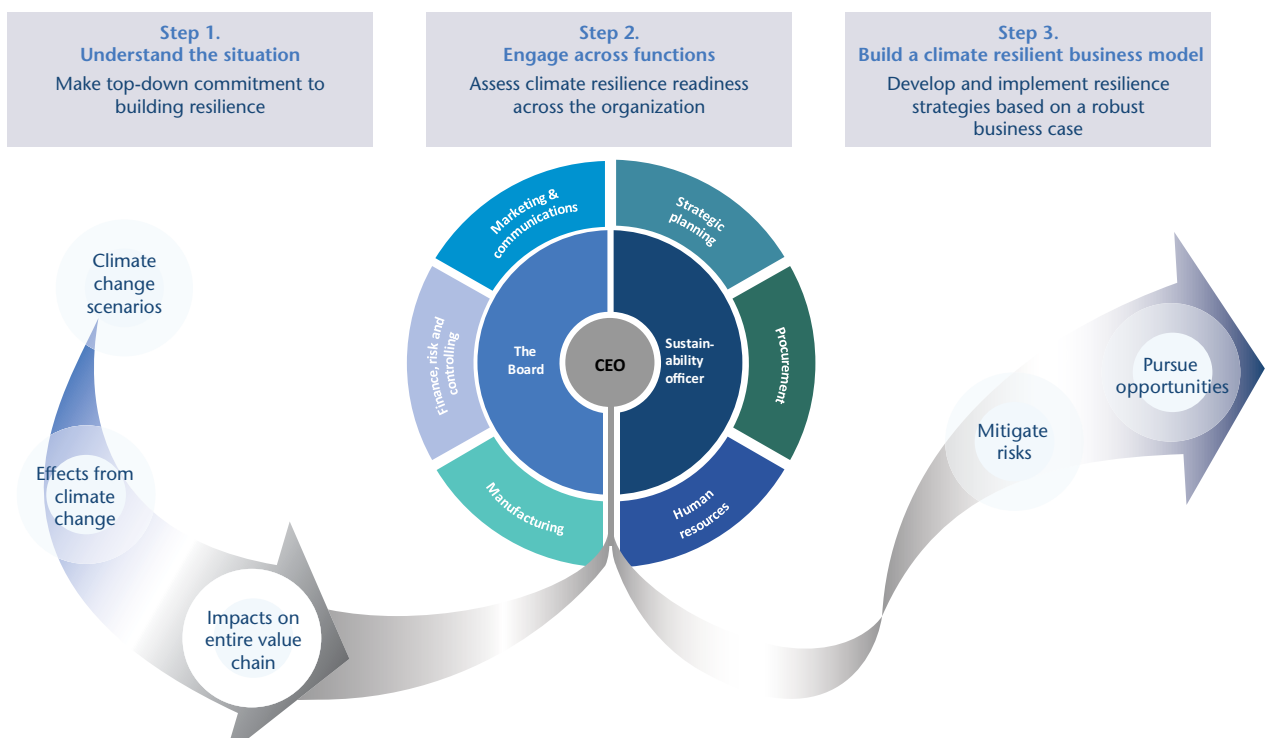 Step 1.
Understand the situation
Make top-down commitment to
building resilience
Step 2.
Engage across functions
Assess climate resilience readiness
across the organization
Step 3.
Build a climate resilient business model
Develop and implement resilience
strategies based on a robust
business case
Climate
change
scenarios
Effects from
climate
change
Impacts on
entire value
chain
Marketing &
communications
Strategic
planning
Finance, risk and
controlling
The
Board
CEO
Sustain-
ability
officer
Procurement
Manufacturing
Human
resources
Mitigate
risks
Pursue
opportunities